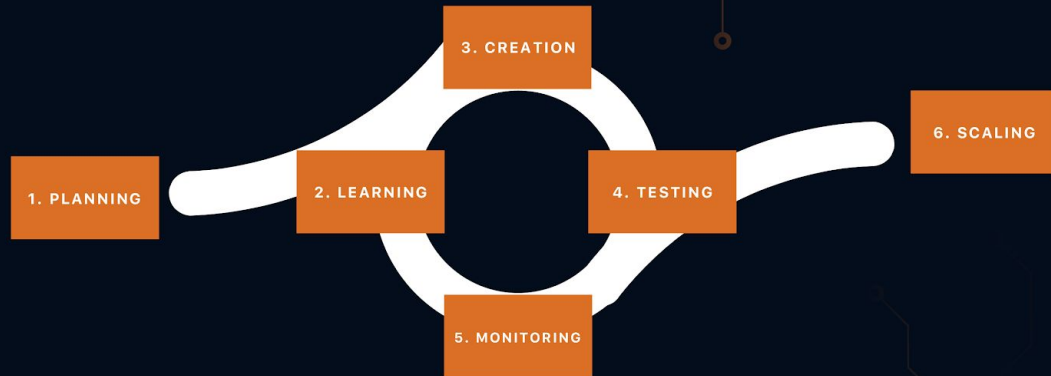 1. PLANNING
2. LEARNING
3. CREATION
4. TESTING
5. MONITORING
6. SCALING